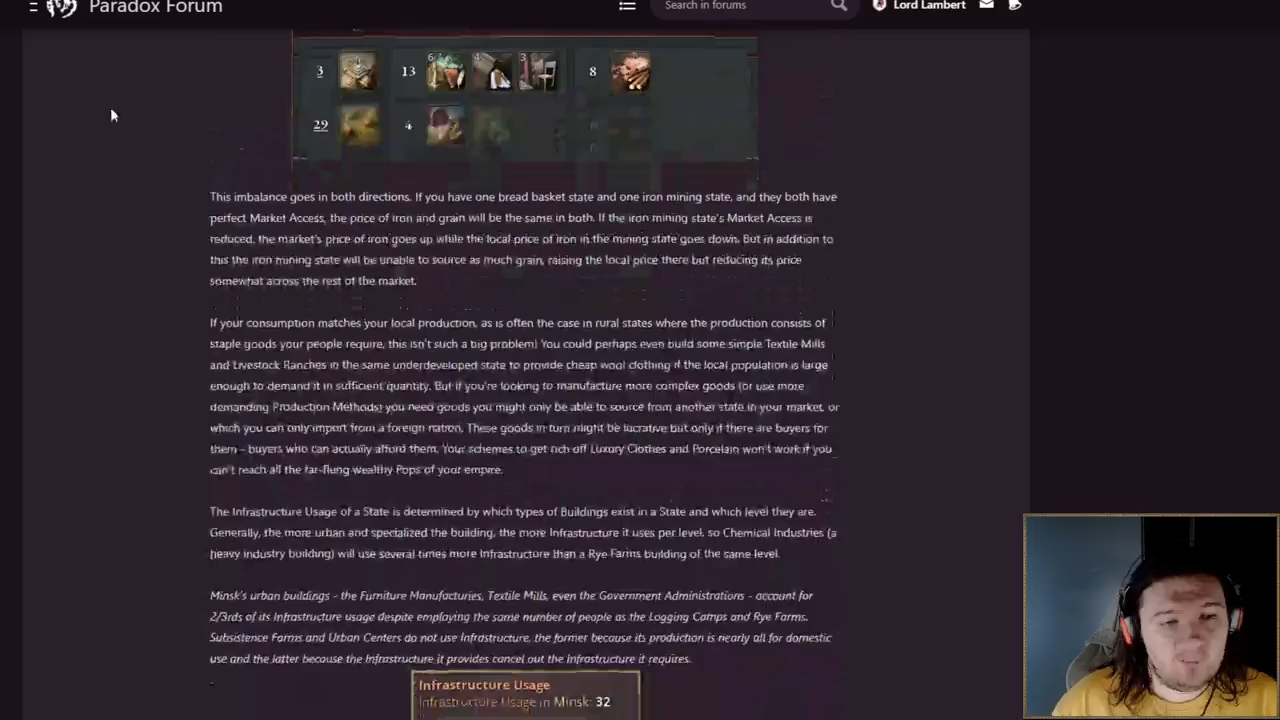 Paradox Forum
Search in forums
Lord Lambert
3
13
6
4
3
8
29
4
This imbalance goes in both directions. If you have one bread basket state and one iron mining state, and they both have
perfect Market Access, the price of iron and grain will be the same in both. If the iron mining state's Market Access is
reduced, the market's price of iron goes up while the local price of iron in the mining state goes down. But in addition to
this the iron mining state will be unable to source as much grain, raising the local price there but reducing its price
somewhat across the rest of the market.
If your consumption matches your local production, as is often the case in rural states where the production consists of
staple goods your people require, this isn't such a big problem! You could perhaps even build some simple Textile Mills
and Livestock Ranches in the same underdeveloped state to provide cheap wool clothing if the local population is large
enough to demand it in sufficient quantity. But if you're looking to manufacture more complex goods (or use more
demanding Production Methods) you need goods you might only be able to source from another state in your market, or
which you can only import from a foreign nation. These goods in turn might be lucrative but only if there are buyers for
them - buyers who can actually afford them. Your schemes to get rich off Luxury Clothes and Porcelain won't work if you
can't reach all the far-flung wealthy Pops of your empire.
The Infrastructure Usage of a State is determined by which types of Buildings exist in a State and which level they are.
Generally, the more urban and specialized the building, the more Infrastructure it uses per level, so Chemical Industries (a
heavy industry building) will use several times more Infrastructure than a Rye Farms building of the same level.
Minsk's urban buildings - the Furniture Manufacturies, Textile Mills, even the Government Administrations - account for
2/3rds of its Infrastructure usage despite employing the same number of people as the Logging Camps and Rye Farms.
Subsistence Farms and Urban Centers do not use Infrastructure, the former because its production is nearly all for domestic
use and the latter because the Infrastructure it provides cancel out the Infrastructure it requires.
Infrastructure Usage
Infrastructure Usage in Minsk: 32